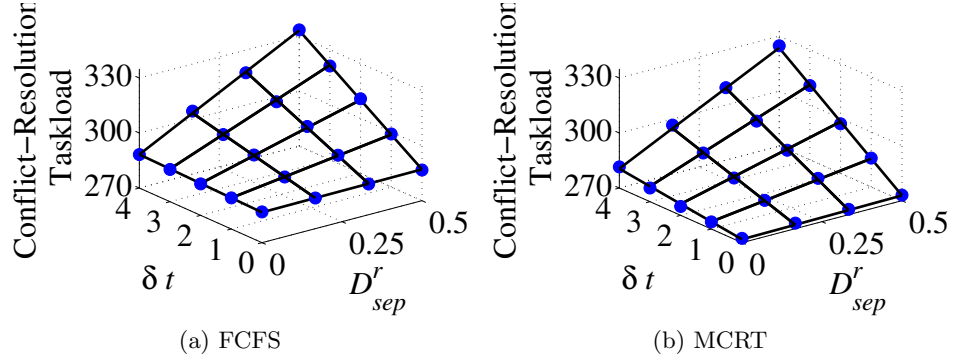 Conflict−Resolution
Taskload
330
300
270
4
3
2
1
0
δ t
0
0.25
0.5
D^r_sep
(a) FCFS
Conflict−Resolution
Taskload
330
300
270
4
3
2
1
0
δ t
0
0.25
0.5
D^r_sep
(b) MCRT